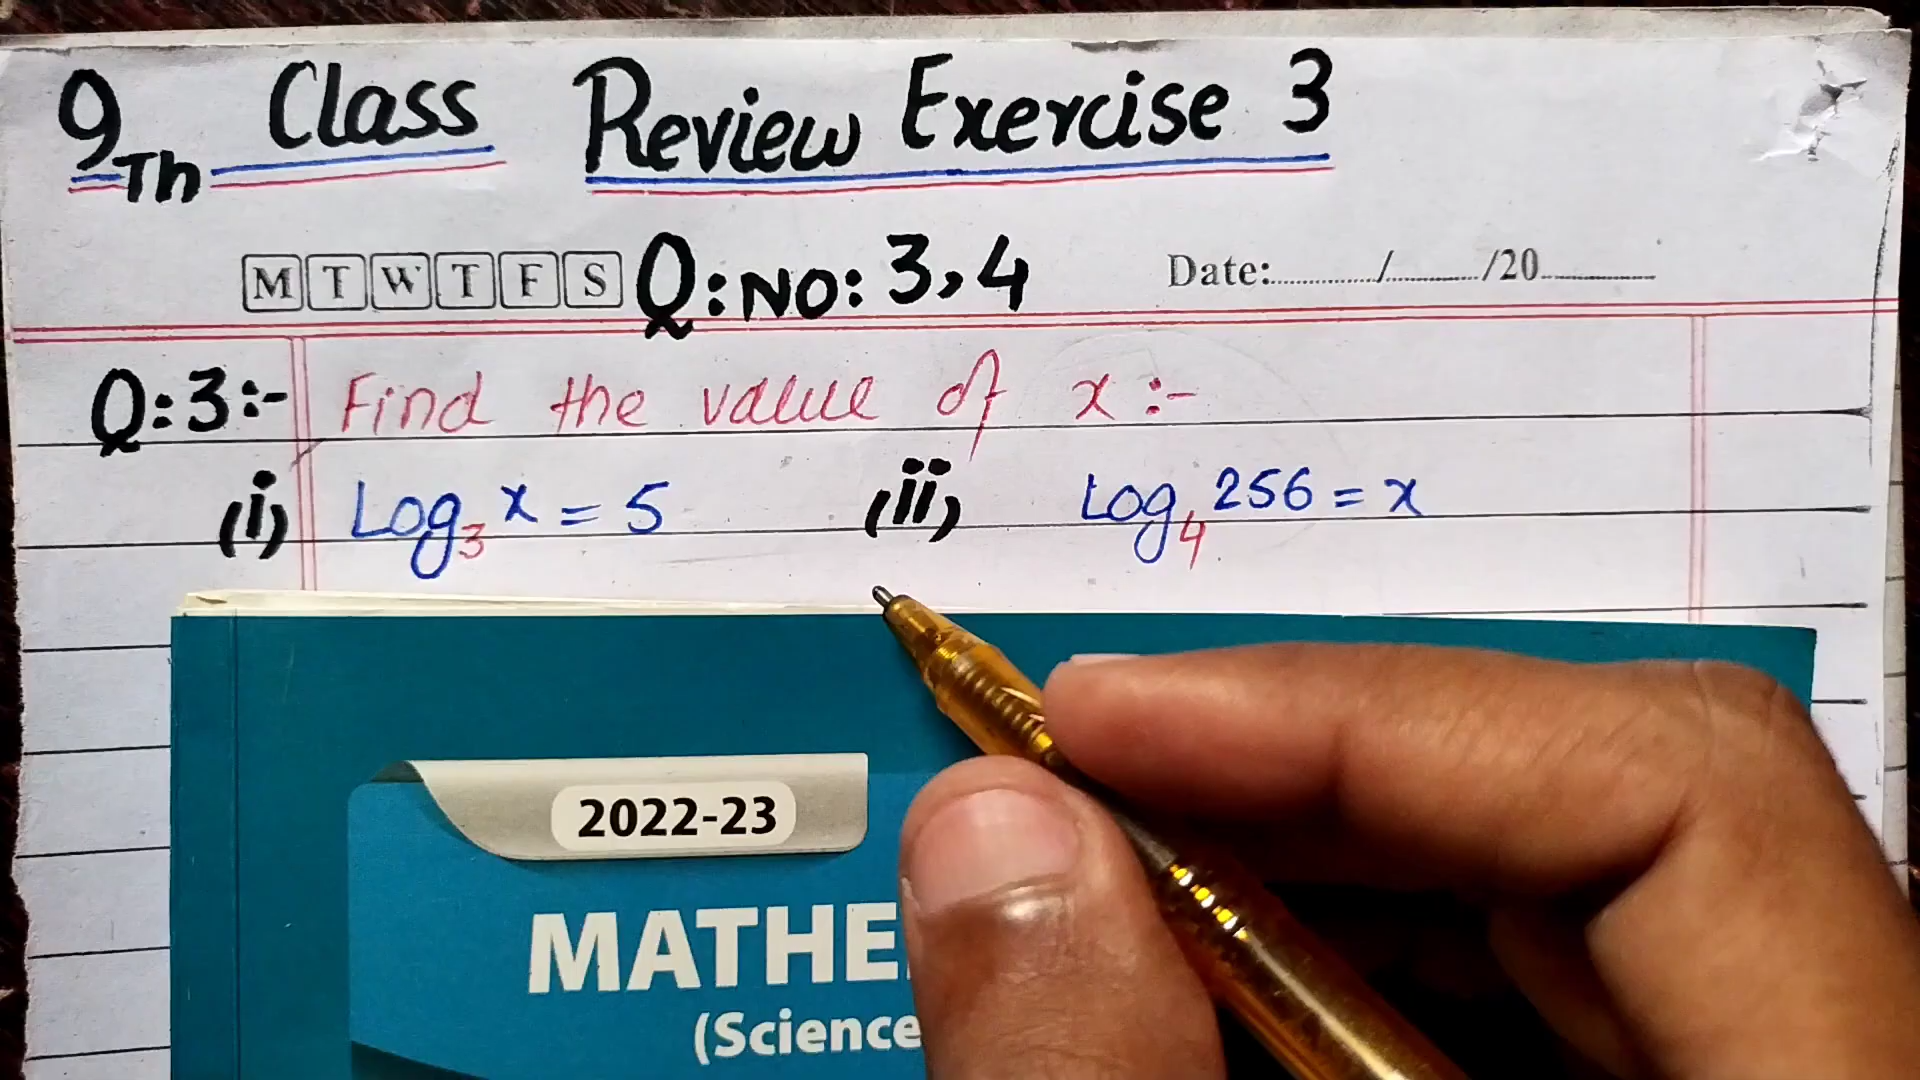 9Th Class Review Exercise 3
M T W T F S Q:NO: 3,4 Date:........../........./20..........
Q:3:- Find the value of x:-
(i) Log₃ x = 5 (ii) Log₄ 256 = x
2022-23
MATHE
(Science